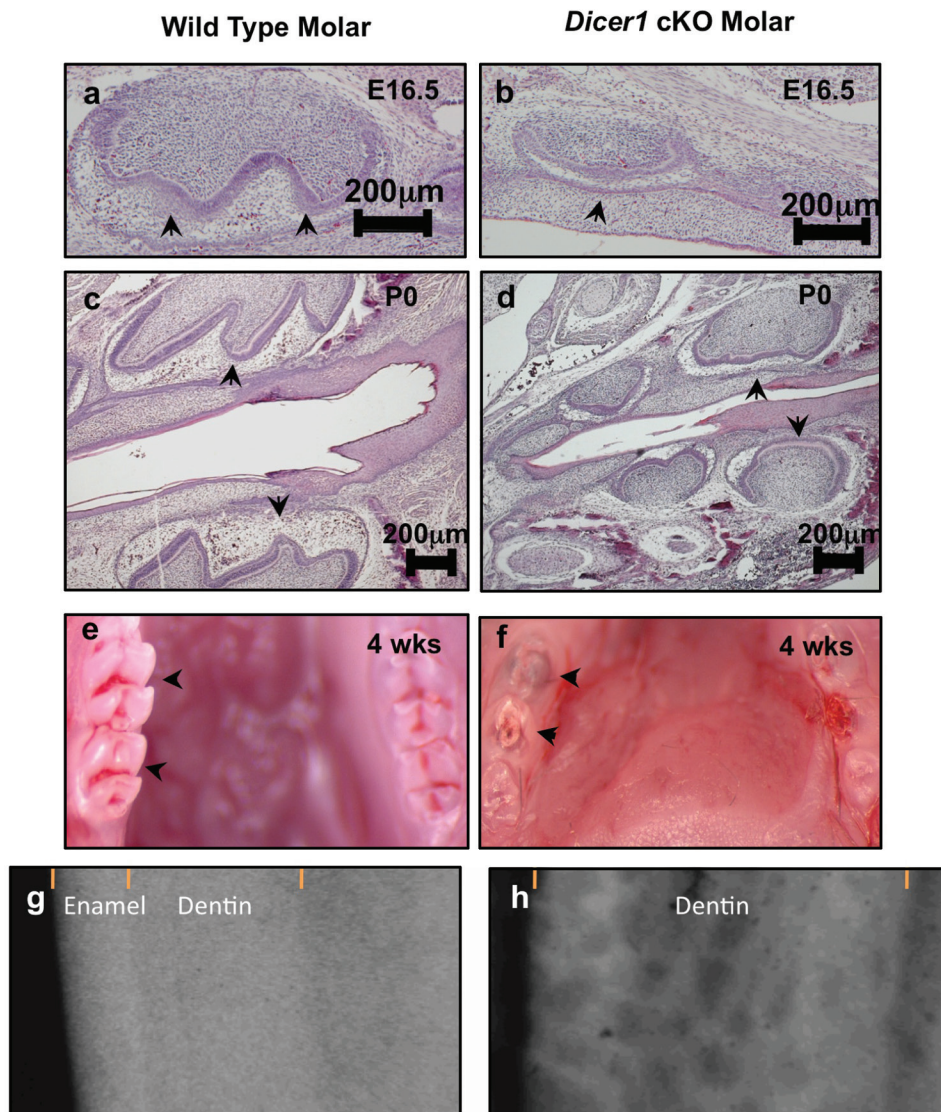 Wild Type Molar
Dicer1 cKO Molar
a
E16.5
200μm
b
E16.5
200μm
c
P0
200μm
d
P0
200μm
e
4 wks
f
4 wks
g
Enamel
Dentin
h
Dentin